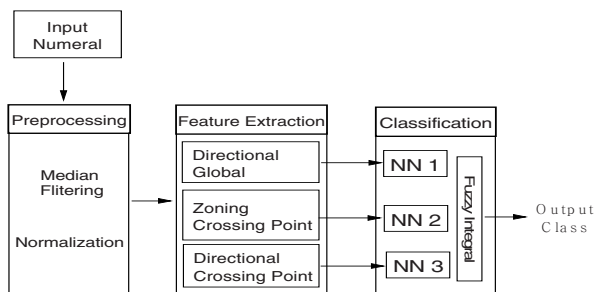 Input
Numeral
Preprocessing
Median
Flitering
Normalization
Feature Extraction
Directional
Global
Zoning
Crossing Point
Directional
Crossing Point
Classification
NN 1
NN 2
NN 3
Fuzzy Integral
Output
Class